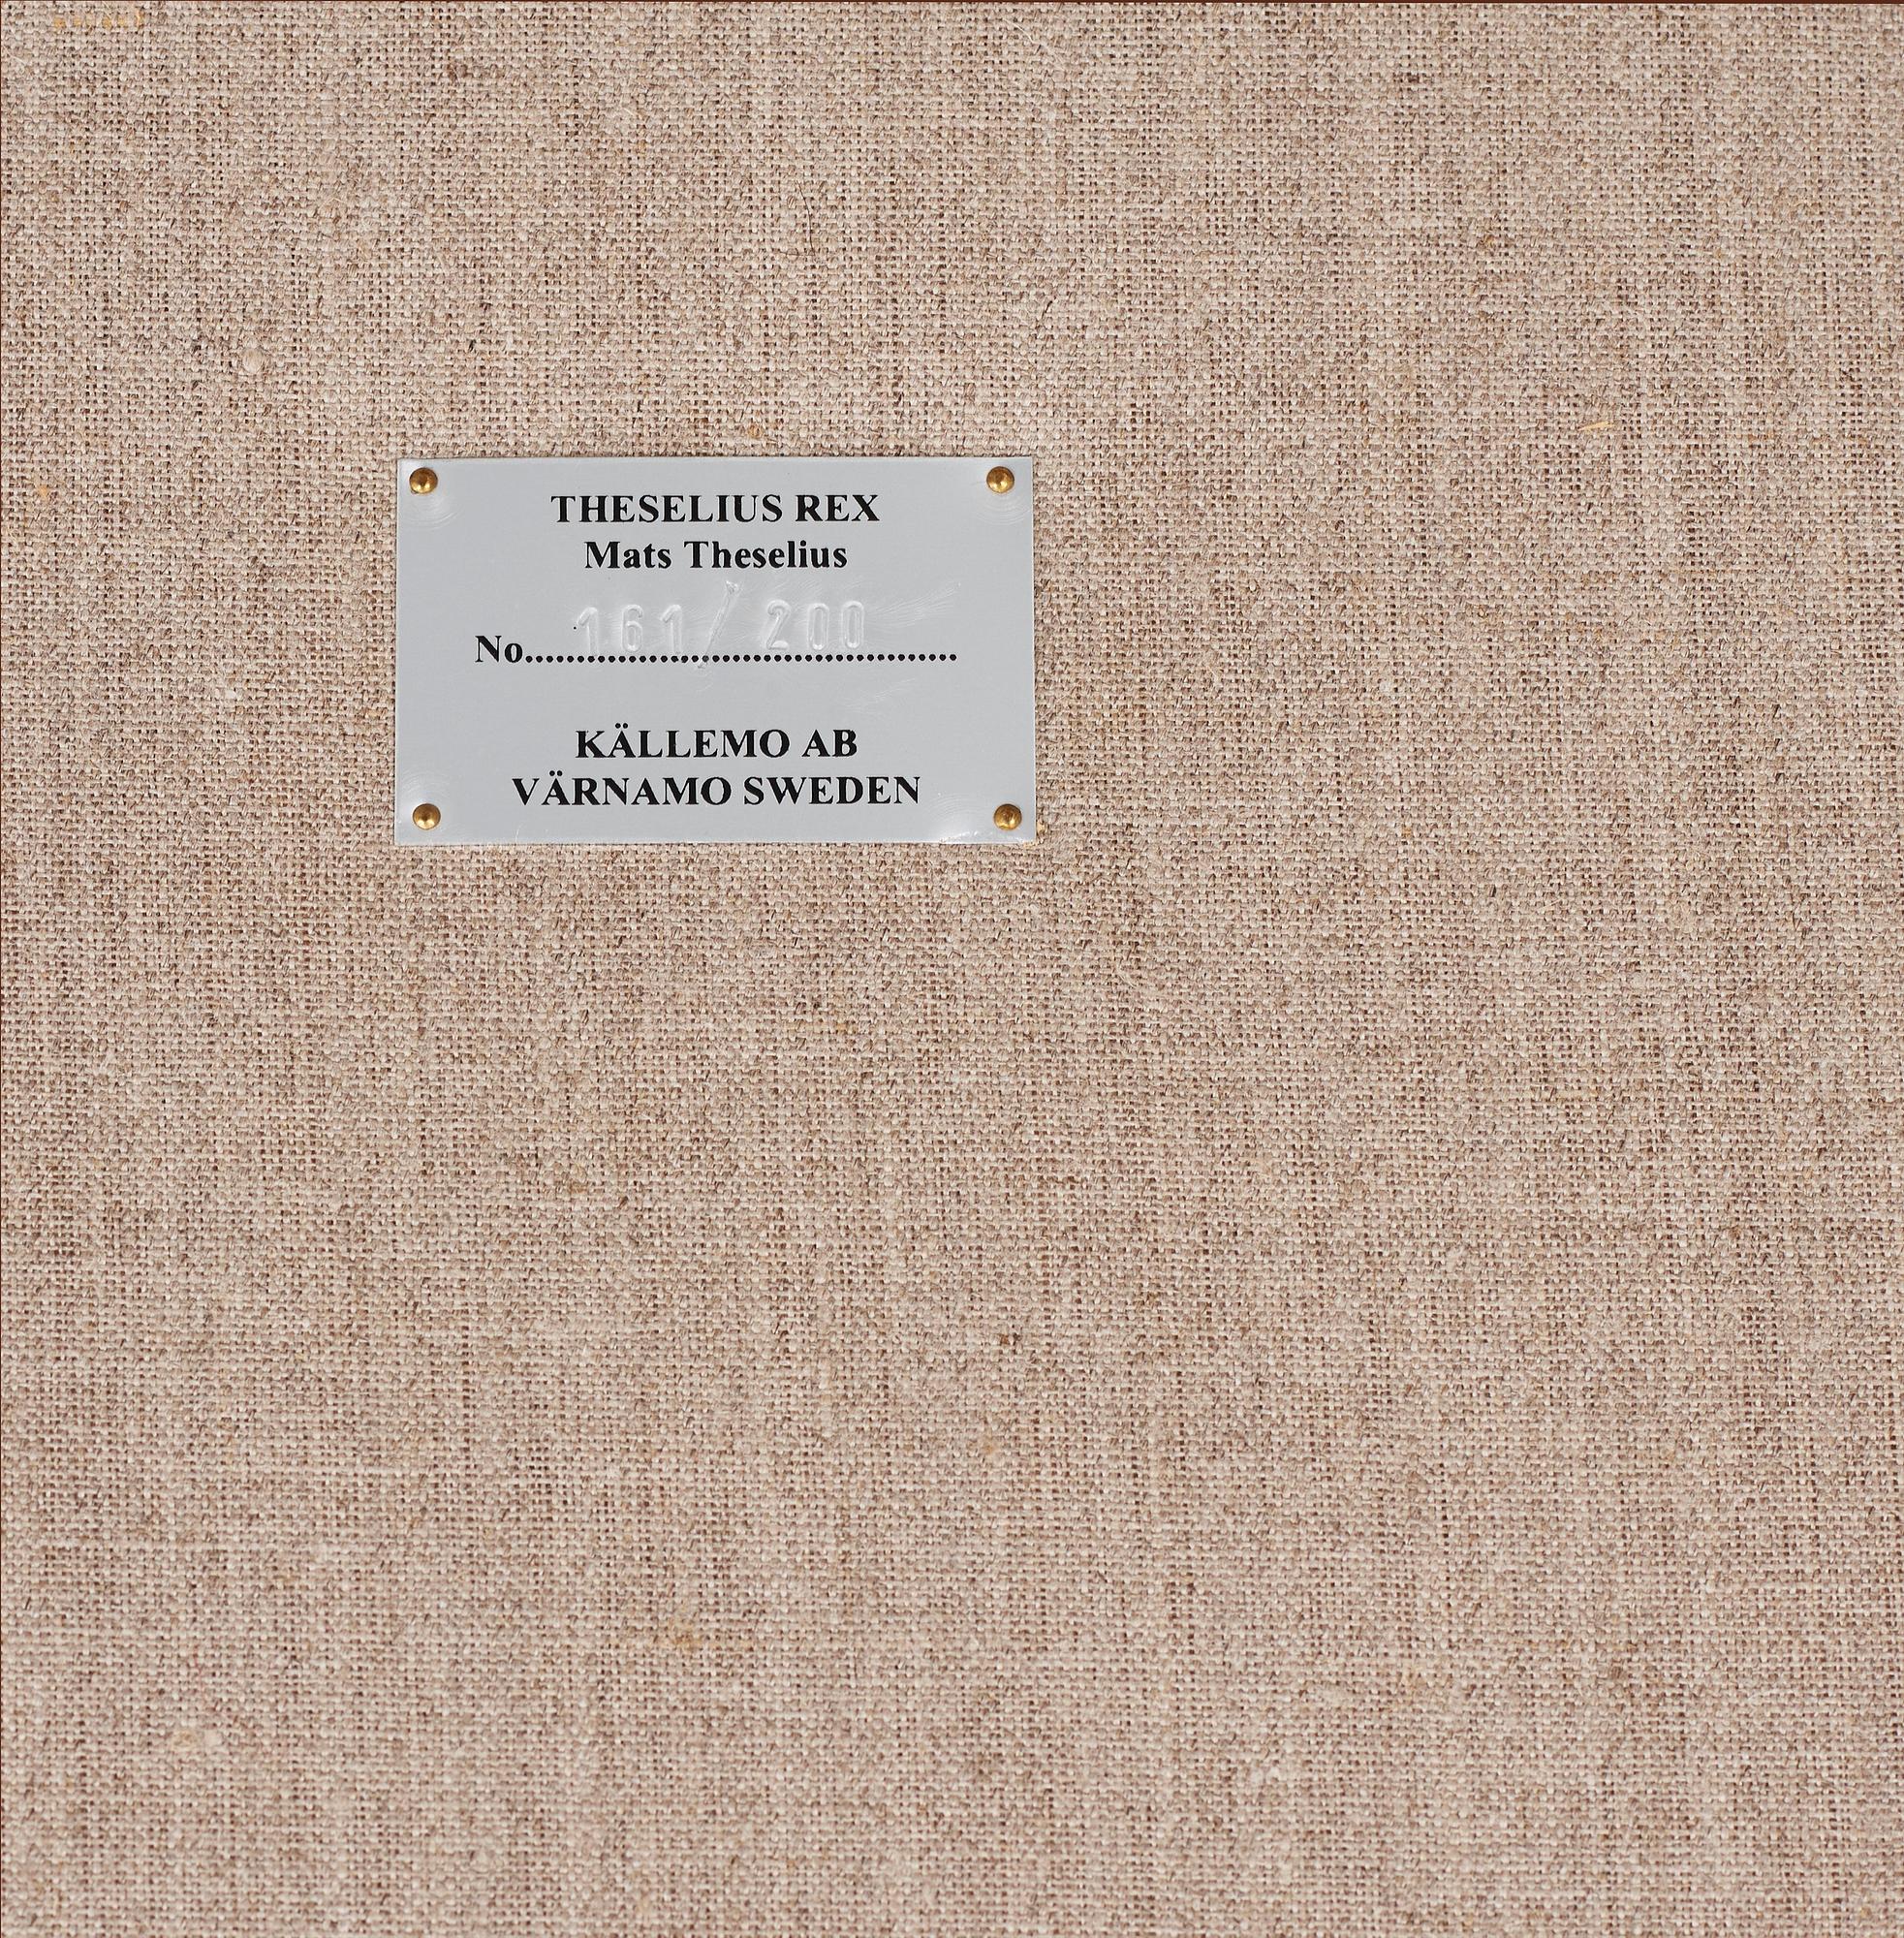 THESELIUS REX
Mats Theselius
No. 161/ 200
KÄLLEMO AB
VÄRNAMO SWEDEN